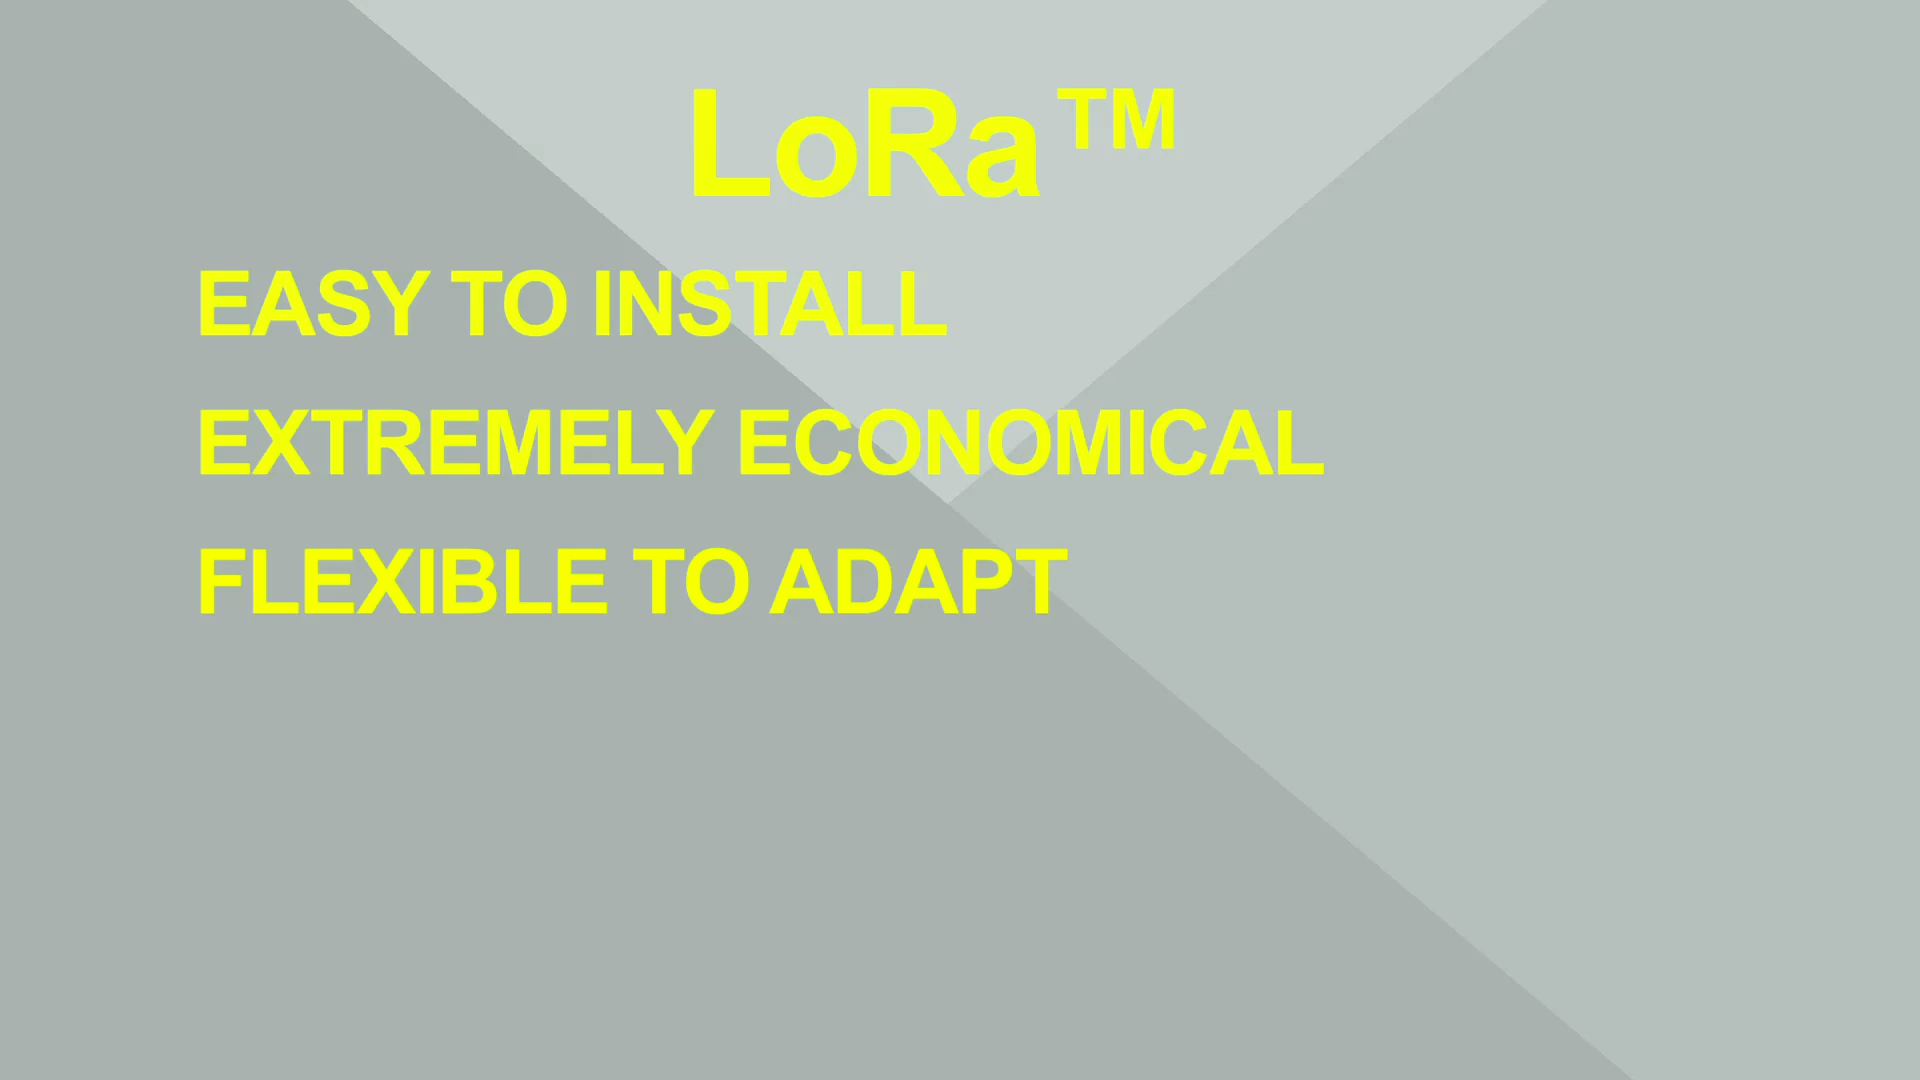 LoRa™
EASY TO INSTALL
EXTREMELY ECONOMICAL
FLEXIBLE TO ADAPT